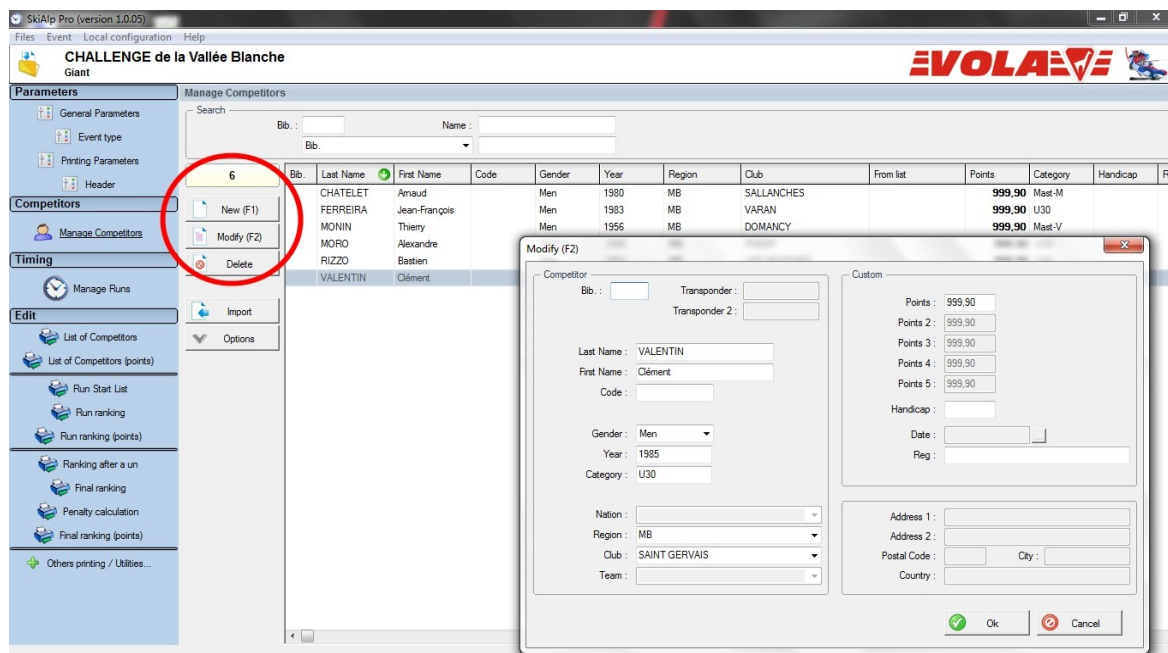 SkiAlp Pro (version 1.0.05)
Files Event Local configuration Help
CHALLENGE de la Vallée Blanche
Giant
VOLA
Parameters
General Parameters
Event type
Printing Parameters
Header
Competitors
Manage Competitors
Timing
Manage Runs
Edit
List of Competitors
List of Competitors (points)
Run Start List
Run ranking
Run ranking (points)
Ranking after a un
Final ranking
Penalty calculation
Final ranking (points)
Others printing / Utilities...
Manage Competitors
Search
Bib. : Name :
Bib.
6
New (F1)
Modify (F2)
Delete
Import
Options
Bib. Last Name First Name Code Gender Year Region Club From list Points Category Handicap R
CHATELET Arnaud Men 1980 MB SALLANCHES 999,90 Mast-M
FERREIRA Jean-François Men 1983 MB VARAN 999,90 U30
MONIN Thierry Men 1956 MB DOMANCY 999,90 Mast-V
MORO Alexandre
RIZZO Bastien
VALENTIN Clément
Modify (F2)
Competitor
Bib. : Transponder :
Transponder 2 :
Last Name : VALENTIN
First Name : Clément
Code :
Gender : Men
Year : 1985
Category : U30
Nation :
Region : MB
Club : SAINT GERVAIS
Team :
Custom
Points : 999,90
Points 2 : 999,90
Points 3 : 999,90
Points 4 : 999,90
Points 5 : 999,90
Handicap :
Date :
Reg :
Address 1 :
Address 2 :
Postal Code : City :
Country :
Ok Cancel